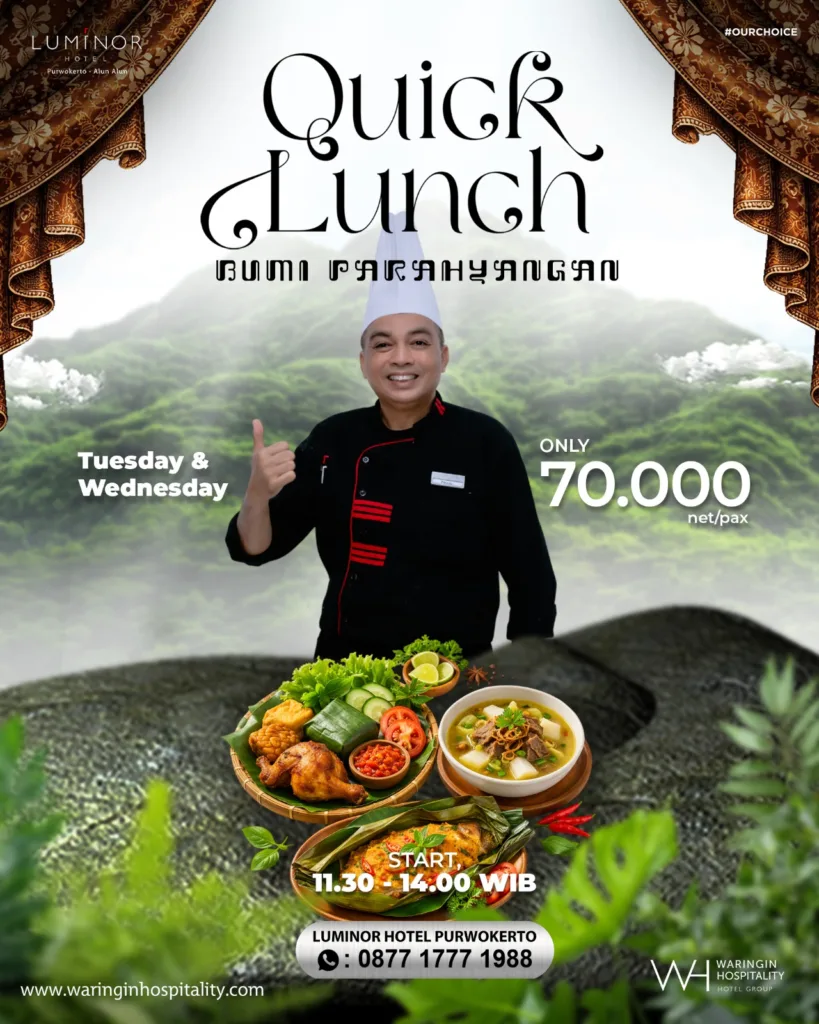 LUMINOR
HOTEL
Purwokerto - Alun Alun
#OURCHOICE
Quick
Lunch
BUMI PARAHYANGAN
Tuesday &
Wednesday
ONLY
70.000
net/pax
START,
11.30 - 14.00 WIB
LUMINOR HOTEL PURWOKERTO
: 0877 1777 1988
www.waringinhospitality.com
WH WARINGIN
HOSPITALITY
HOTEL GROUP